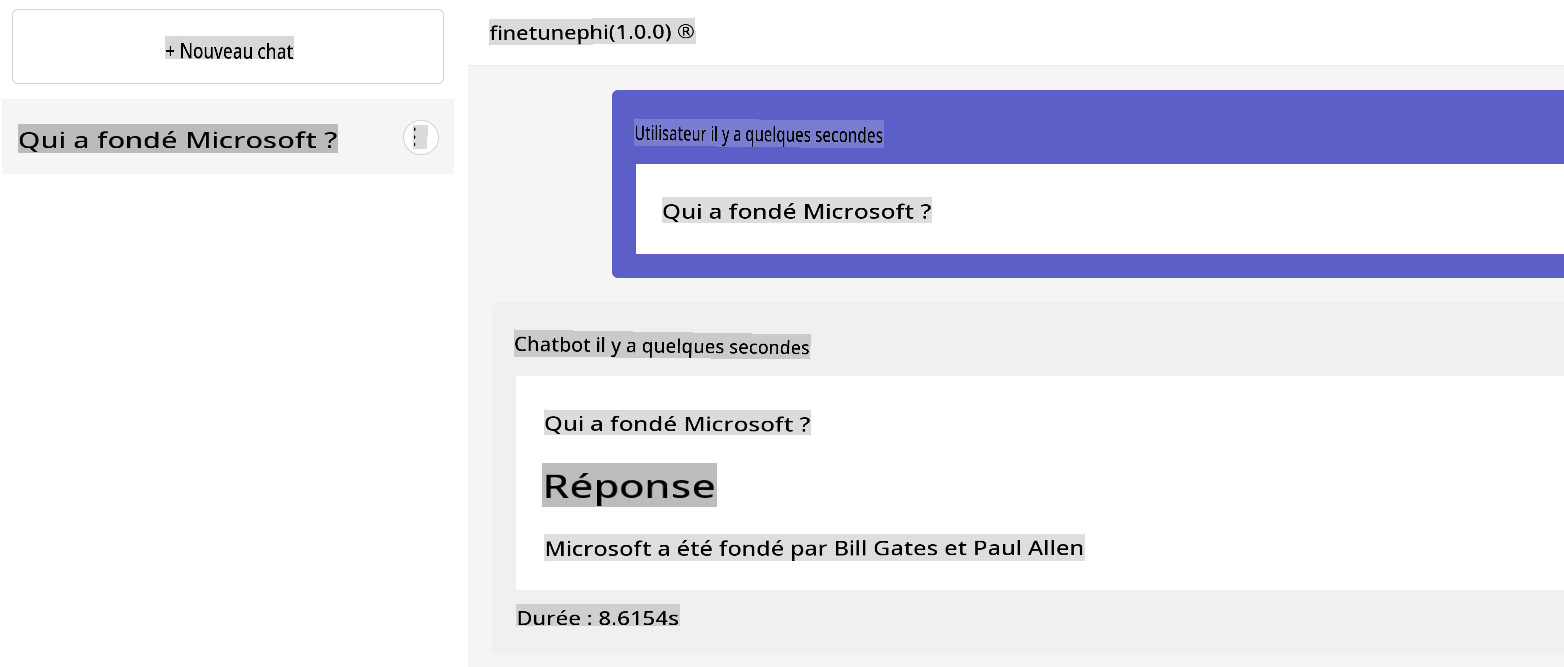 + Nouveau chat
Qui a fondé Microsoft ?
finetunephi(1.0.0) ®
Utilisateur il y a quelques secondes
Qui a fondé Microsoft ?
Chatbot il y a quelques secondes
Qui a fondé Microsoft ?
Réponse
Microsoft a été fondé par Bill Gates et Paul Allen
Durée : 8.6154s